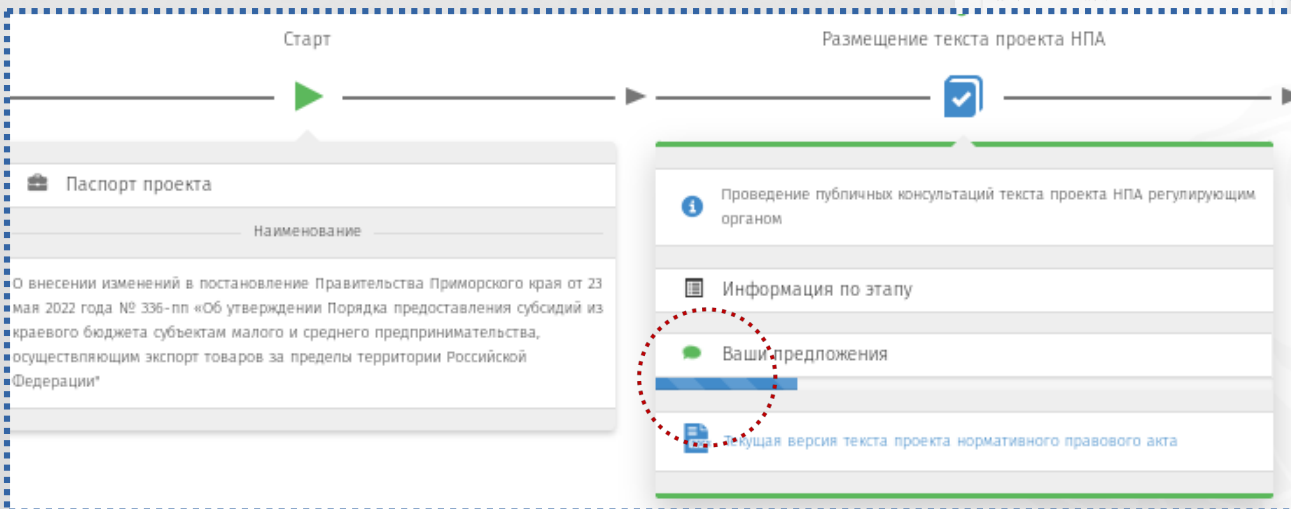 Старт
Паспорт проекта
Наименование
О внесении изменений в постановление Правительства Приморского края от 23
мая 2022 года № 336-пп «Об утверждении Порядка предоставления субсидий из
краевого бюджета субъектам малого и среднего предпринимательства,
осуществляющим экспорт товаров за пределы территории Российской
Федерации"
Размещение текста проекта НПА
Проведение публичных консультаций текста проекта НПА регулирующим
органом
Информация по этапу
Ваши предложения
Текущая версия текста проекта нормативного правового акта